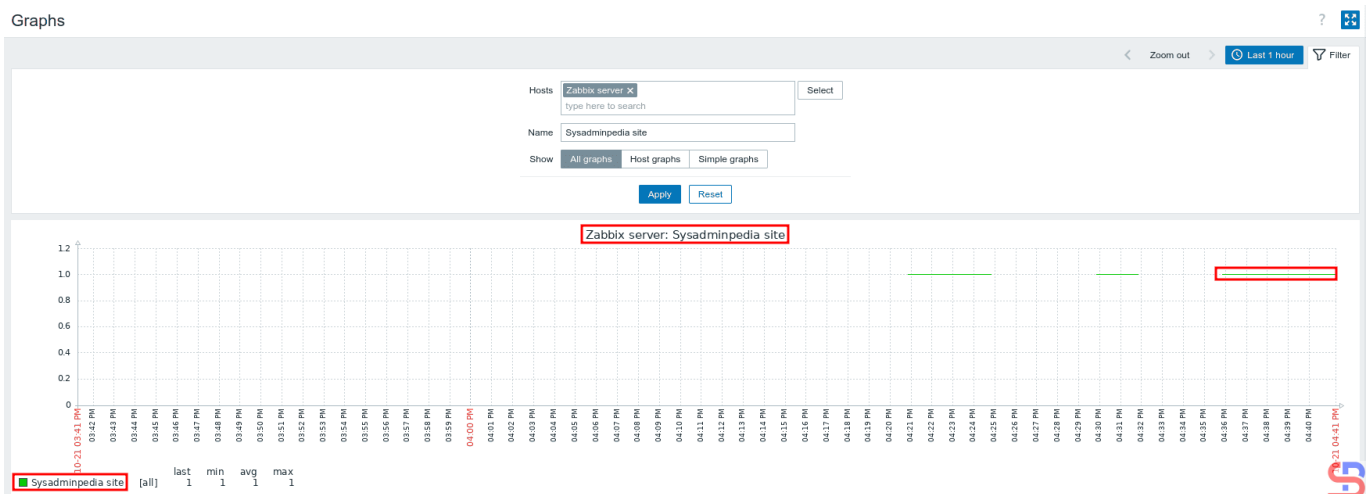 Graphs ?
Zoom out Last 1 hour Filter
Hosts Zabbix server Select
type here to search
Name Sysadminpedia site
Show All graphs Host graphs Simple graphs
Apply Reset
Zabbix server: Sysadminpedia site
1.2
1.0
0.8
0.6
0.4
0.2
0
10-21 03:41 PM
03:42 PM
03:43 PM
03:44 PM
03:45 PM
03:46 PM
03:47 PM
03:48 PM
03:49 PM
03:50 PM
03:51 PM
03:52 PM
03:53 PM
03:54 PM
03:55 PM
03:56 PM
03:57 PM
03:58 PM
03:59 PM
04:00 PM
04:01 PM
04:02 PM
04:03 PM
04:04 PM
04:05 PM
04:06 PM
04:07 PM
04:08 PM
04:09 PM
04:10 PM
04:11 PM
04:12 PM
04:13 PM
04:14 PM
04:15 PM
04:16 PM
04:17 PM
04:18 PM
04:19 PM
04:20 PM
04:21 PM
04:22 PM
04:23 PM
04:24 PM
04:25 PM
04:26 PM
04:27 PM
04:28 PM
04:29 PM
04:30 PM
04:31 PM
04:32 PM
04:33 PM
04:34 PM
04:35 PM
04:36 PM
04:37 PM
04:38 PM
04:39 PM
04:40 PM
10-21 04:41 PM
last min avg max
Sysadminpedia site [all] 1 1 1 1